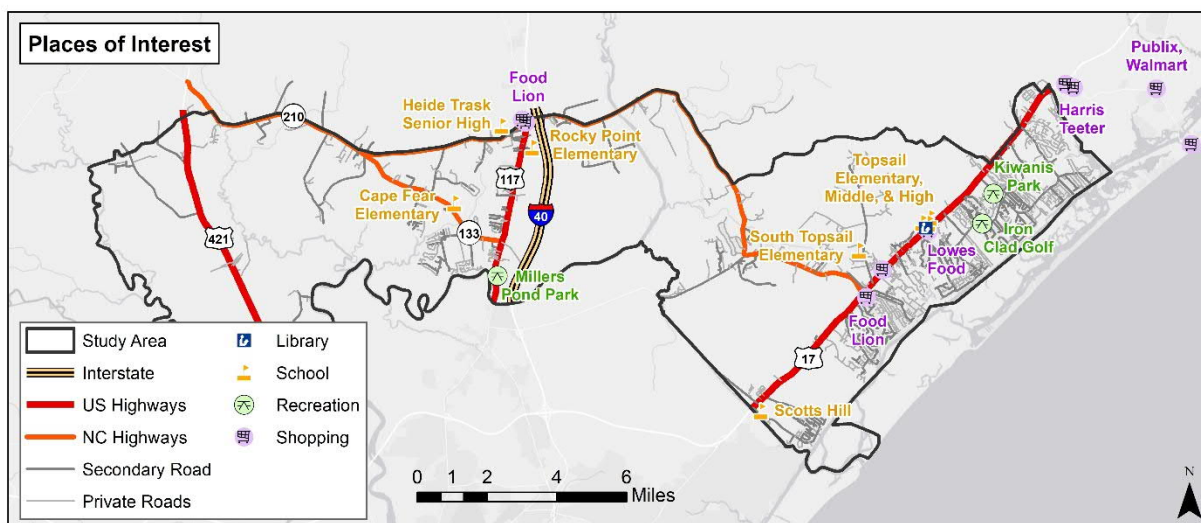 Places of Interest
Publix,
Walmart
Food
Lion
Heide Trask
Senior High
210
Harris
Teeter
Rocky Point
Elementary
Topsail
Elementary,
Middle, & High
Kiwanis
Park
117
Cape Fear
Elementary
40
421
133
South Topsail
Elementary
Iron
Clad Golf
Lowes
Food
Millers
Pond Park
Food
Lion
17
Scotts Hill
Study Area
Library
Interstate
School
US Highways
Recreation
NC Highways
Shopping
Secondary Road
Private Roads
0 1 2 4 6
Miles
N